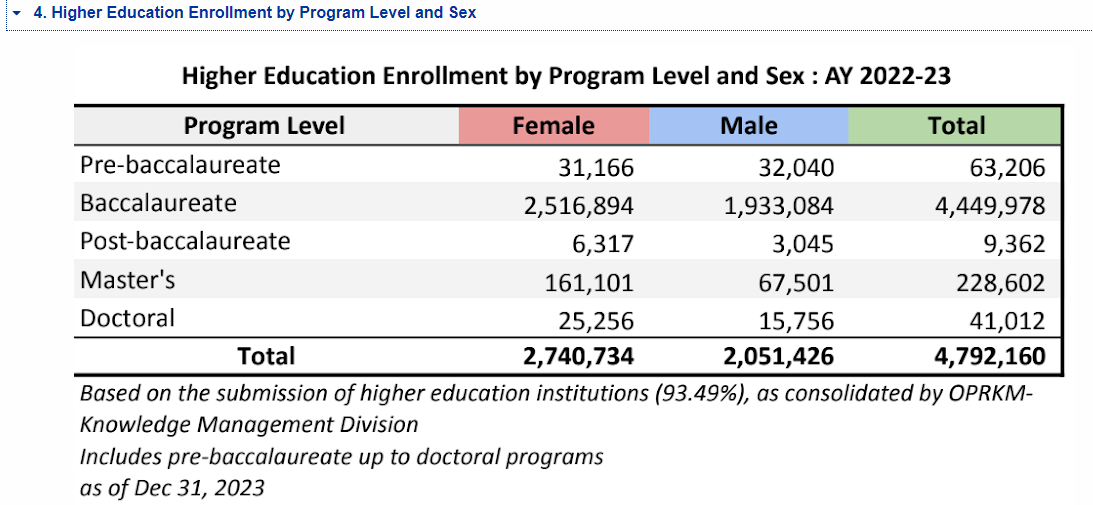 4. Higher Education Enrollment by Program Level and Sex
Higher Education Enrollment by Program Level and Sex : AY 2022-23
Program Level Female Male Total
Pre-baccalaureate 31,166 32,040 63,206
Baccalaureate 2,516,894 1,933,084 4,449,978
Post-baccalaureate 6,317 3,045 9,362
Master's 161,101 67,501 228,602
Doctoral 25,256 15,756 41,012
Total 2,740,734 2,051,426 4,792,160
Based on the submission of higher education institutions (93.49%), as consolidated by OPRKM-
Knowledge Management Division
Includes pre-baccalaureate up to doctoral programs
as of Dec 31, 2023